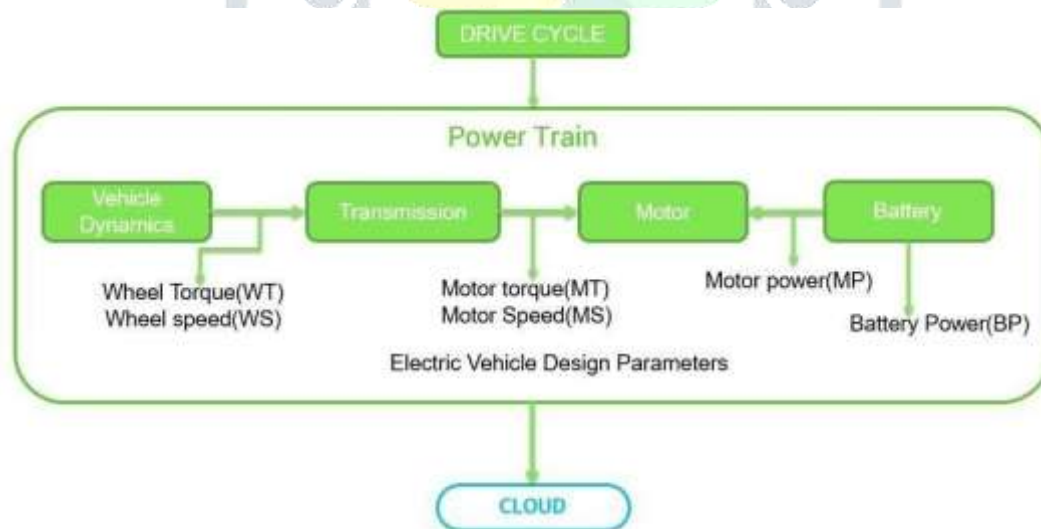 DRIVE CYCLE
Power Train
Vehicle
Dynamics
Transmission
Motor
Battery
Wheel Torque(WT)
Wheel speed(WS)
Motor torque(MT)
Motor Speed(MS)
Motor power(MP)
Battery Power(BP)
Electric Vehicle Design Parameters
CLOUD